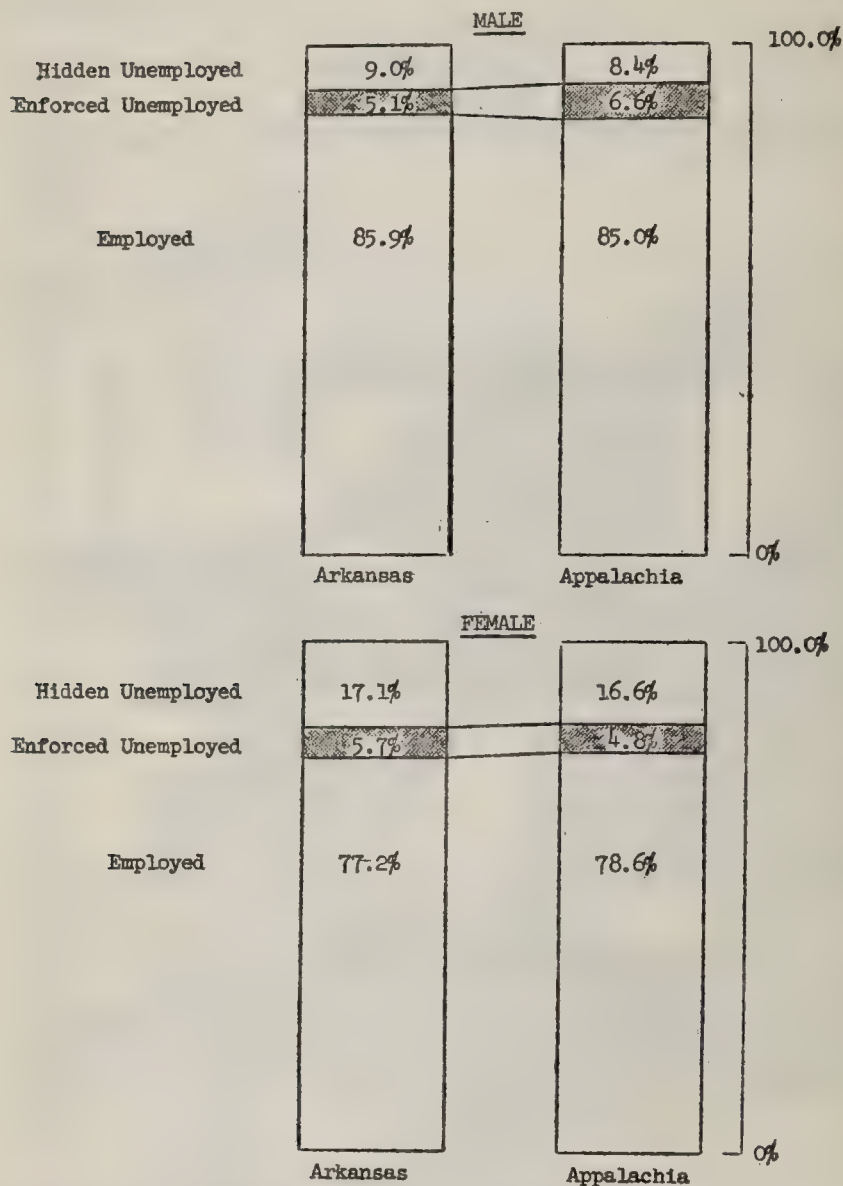 MALE
100.0%
Hidden Unemployed 9.0% 8.4%
Enforced Unemployed 5.1% 6.6%
Employed 85.9% 85.0%
0%
Arkansas Appalachia
FEMALE
100.0%
Hidden Unemployed 17.1% 16.6%
Enforced Unemployed 5.7% 4.8%
Employed 77.2% 78.6%
0%
Arkansas Appalachia